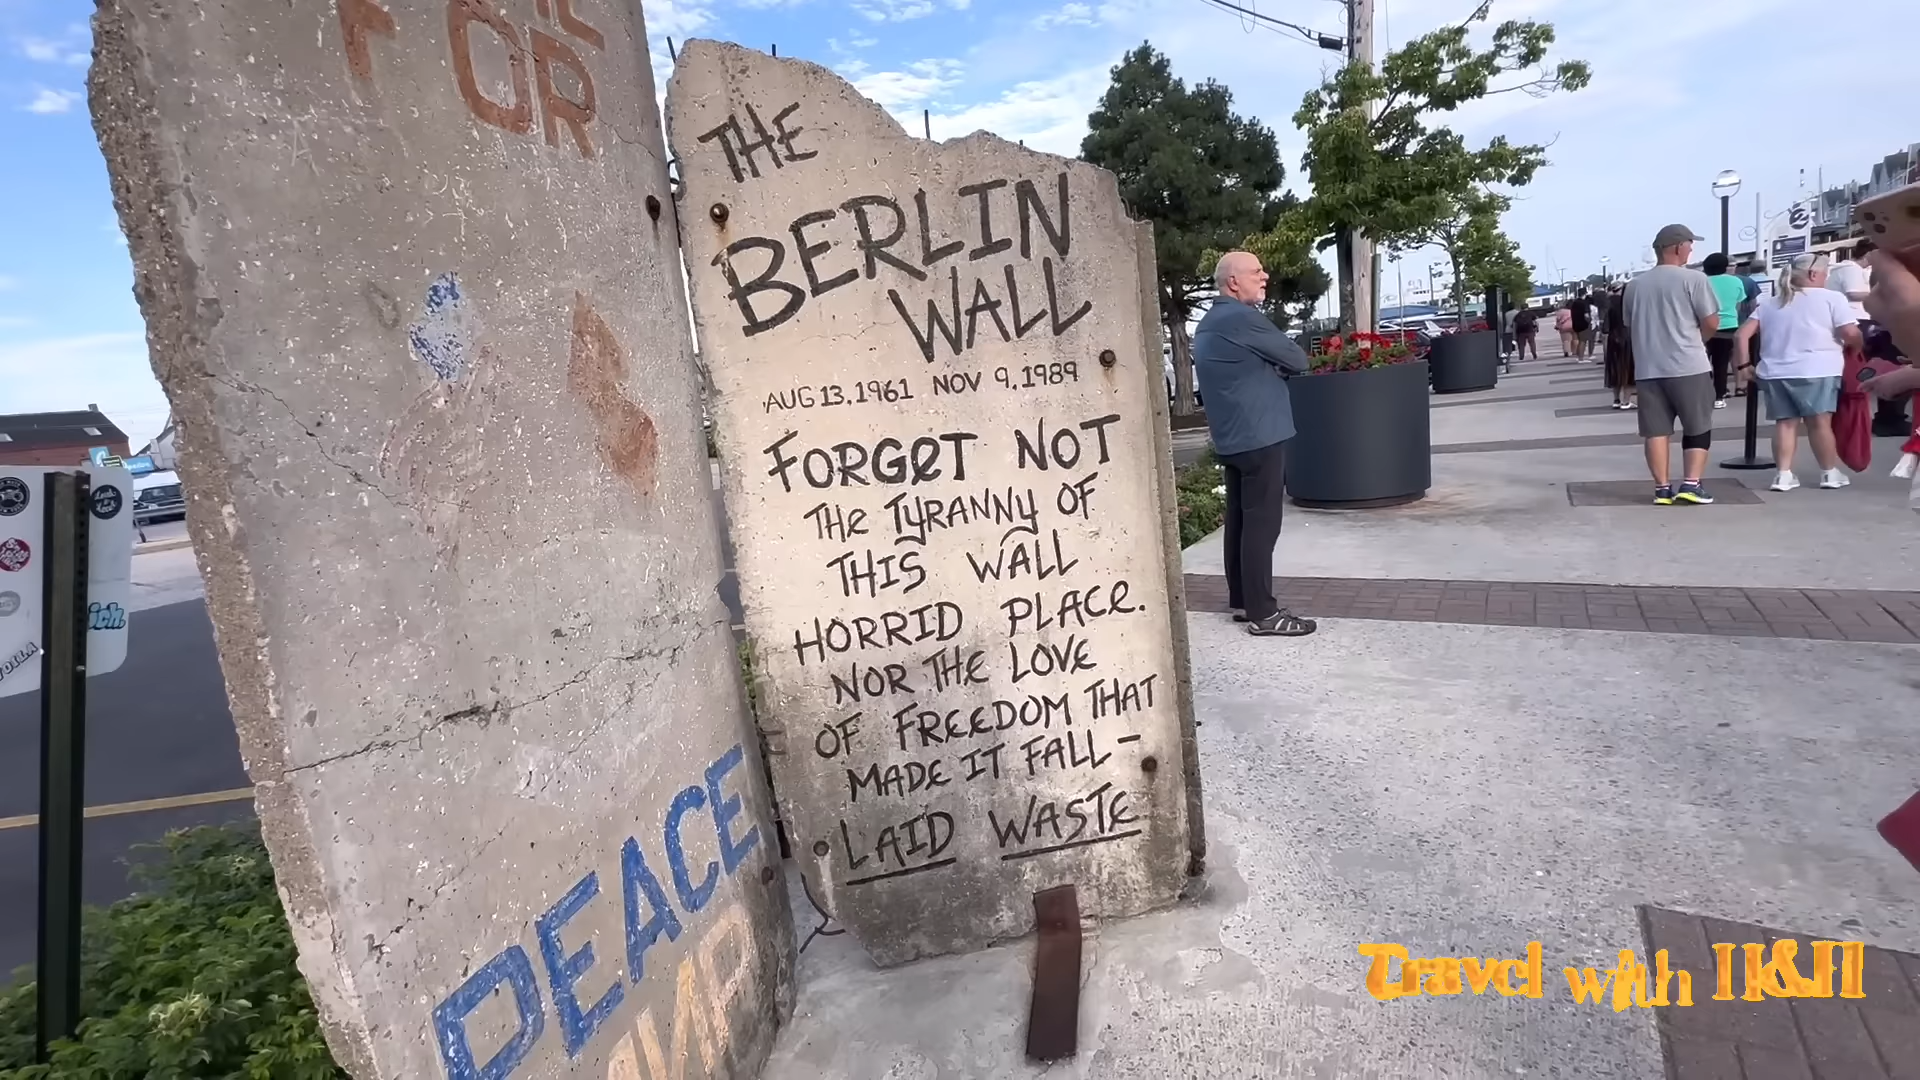 FOR
THE
BERLIN
WALL
AUG 13, 1961 NOV 9, 1989
FORGET NOT
THE TYRANNY OF
THIS WALL
HORRID PLACE.
NOR THE LOVE
OF FREEDOM THAT
MADE IT FALL —
LAID WASTE
PEACE
Travel with IK&H